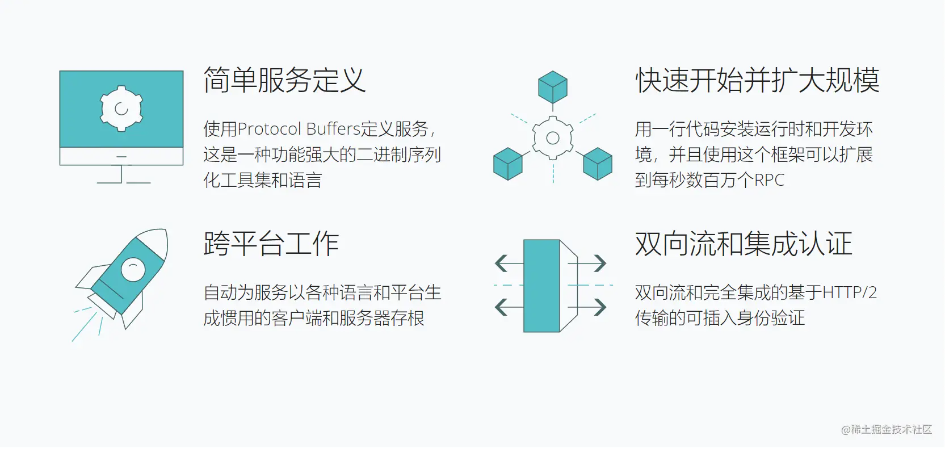 简单服务定义
使用Protocol Buffers定义服务，
这是一种功能强大的二进制序列
化工具集和语言
快速开始并扩大规模
用一行代码安装运行时和开发环
境，并且使用这个框架可以扩展
到每秒数百万个RPC
跨平台工作
自动为服务以各种语言和平台生
成惯用的客户端和服务器存根
双向流和集成认证
双向流和完全集成的基于HTTP/2
传输的可插入身份验证
@稀土掘金技术社区